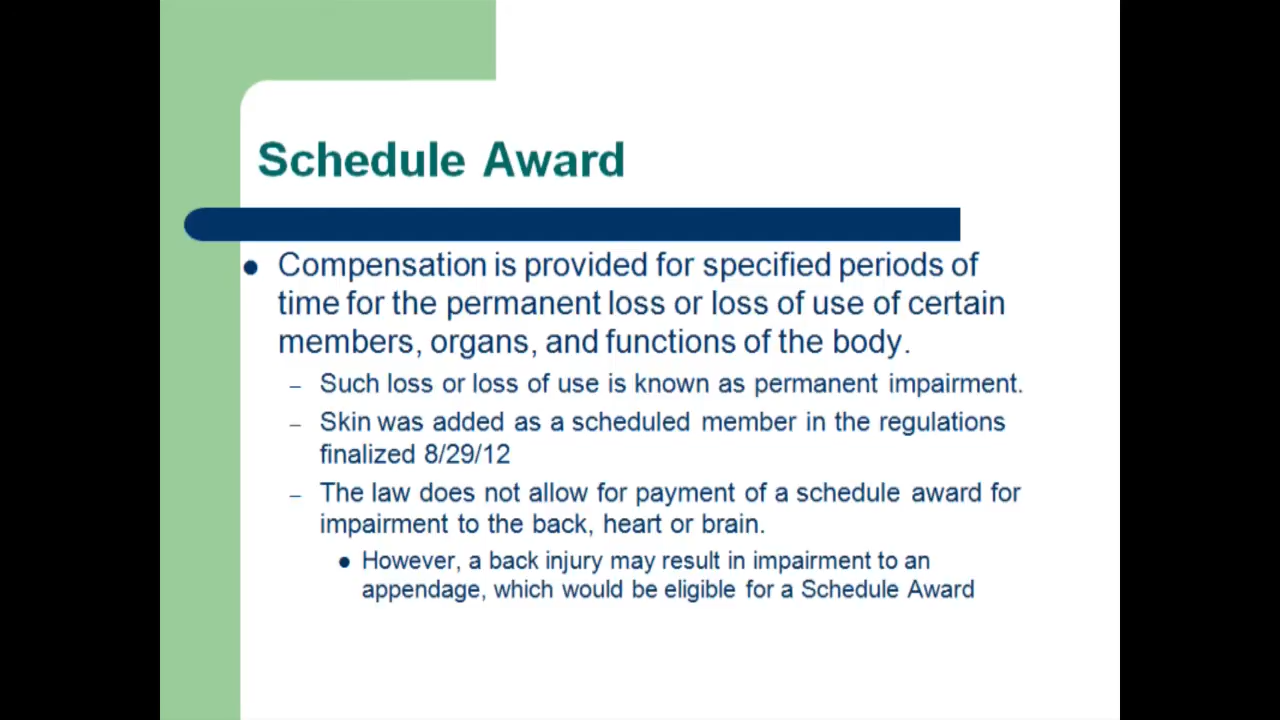 Schedule Award
● Compensation is provided for specified periods of
time for the permanent loss or loss of use of certain
members, organs, and functions of the body.
– Such loss or loss of use is known as permanent impairment.
– Skin was added as a scheduled member in the regulations
finalized 8/29/12
– The law does not allow for payment of a schedule award for
impairment to the back, heart or brain.
● However, a back injury may result in impairment to an
appendage, which would be eligible for a Schedule Award